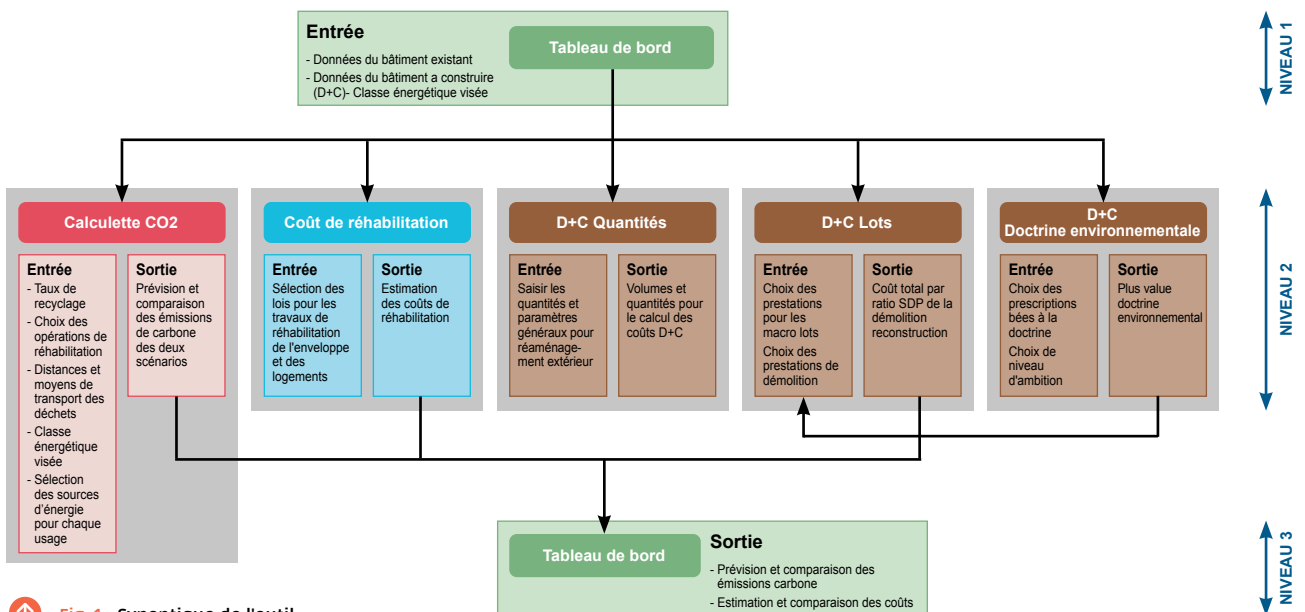 Entrée
- Données du bâtiment existant
- Données du bâtiment a construire
(D+C)- Classe énergétique visée
Tableau de bord
NIVEAU 1
Calculette CO2
Entrée
- Taux de
recyclage
- Choix des
opérations de
réhabilitation
- Distances et
moyens de
transport des
déchets
- Classe
énergétique
visée
- Sélection
des sources
d'énergie
pour chaque
usage
Sortie
Prévision et
comparaison
des émissions
de carbone
des deux
scénarios
Coût de réhabilitation
Entrée
Sélection des
lois pour les
travaux de
réhabilitation
de l'enveloppe
et des
logements
Sortie
Estimation
des coûts de
réhabilitation
D+C Quantités
Entrée
Saisir les
quantités et
paramètres
généraux pour
réaménage-
ment extérieur
Sortie
Volumes et
quantités pour
le calcul des
coûts D+C
D+C Lots
Entrée
Choix des
prestations
pour les
macro lots
Choix des
prestations de
démolition
Sortie
Coût total par
ratio SDP de la
démolition
reconstruction
D+C
Doctrine environnementale
Entrée
Choix des
prescriptions
bées à la
doctrine
Choix de
niveau
d'ambition
Sortie
Plus value
doctrine
environnemental
NIVEAU 2
Tableau de bord
Sortie
- Prévision et comparaison des
émissions carbone
- Estimation et comparaison des coûts
NIVEAU 3
Synoptique de l'outil